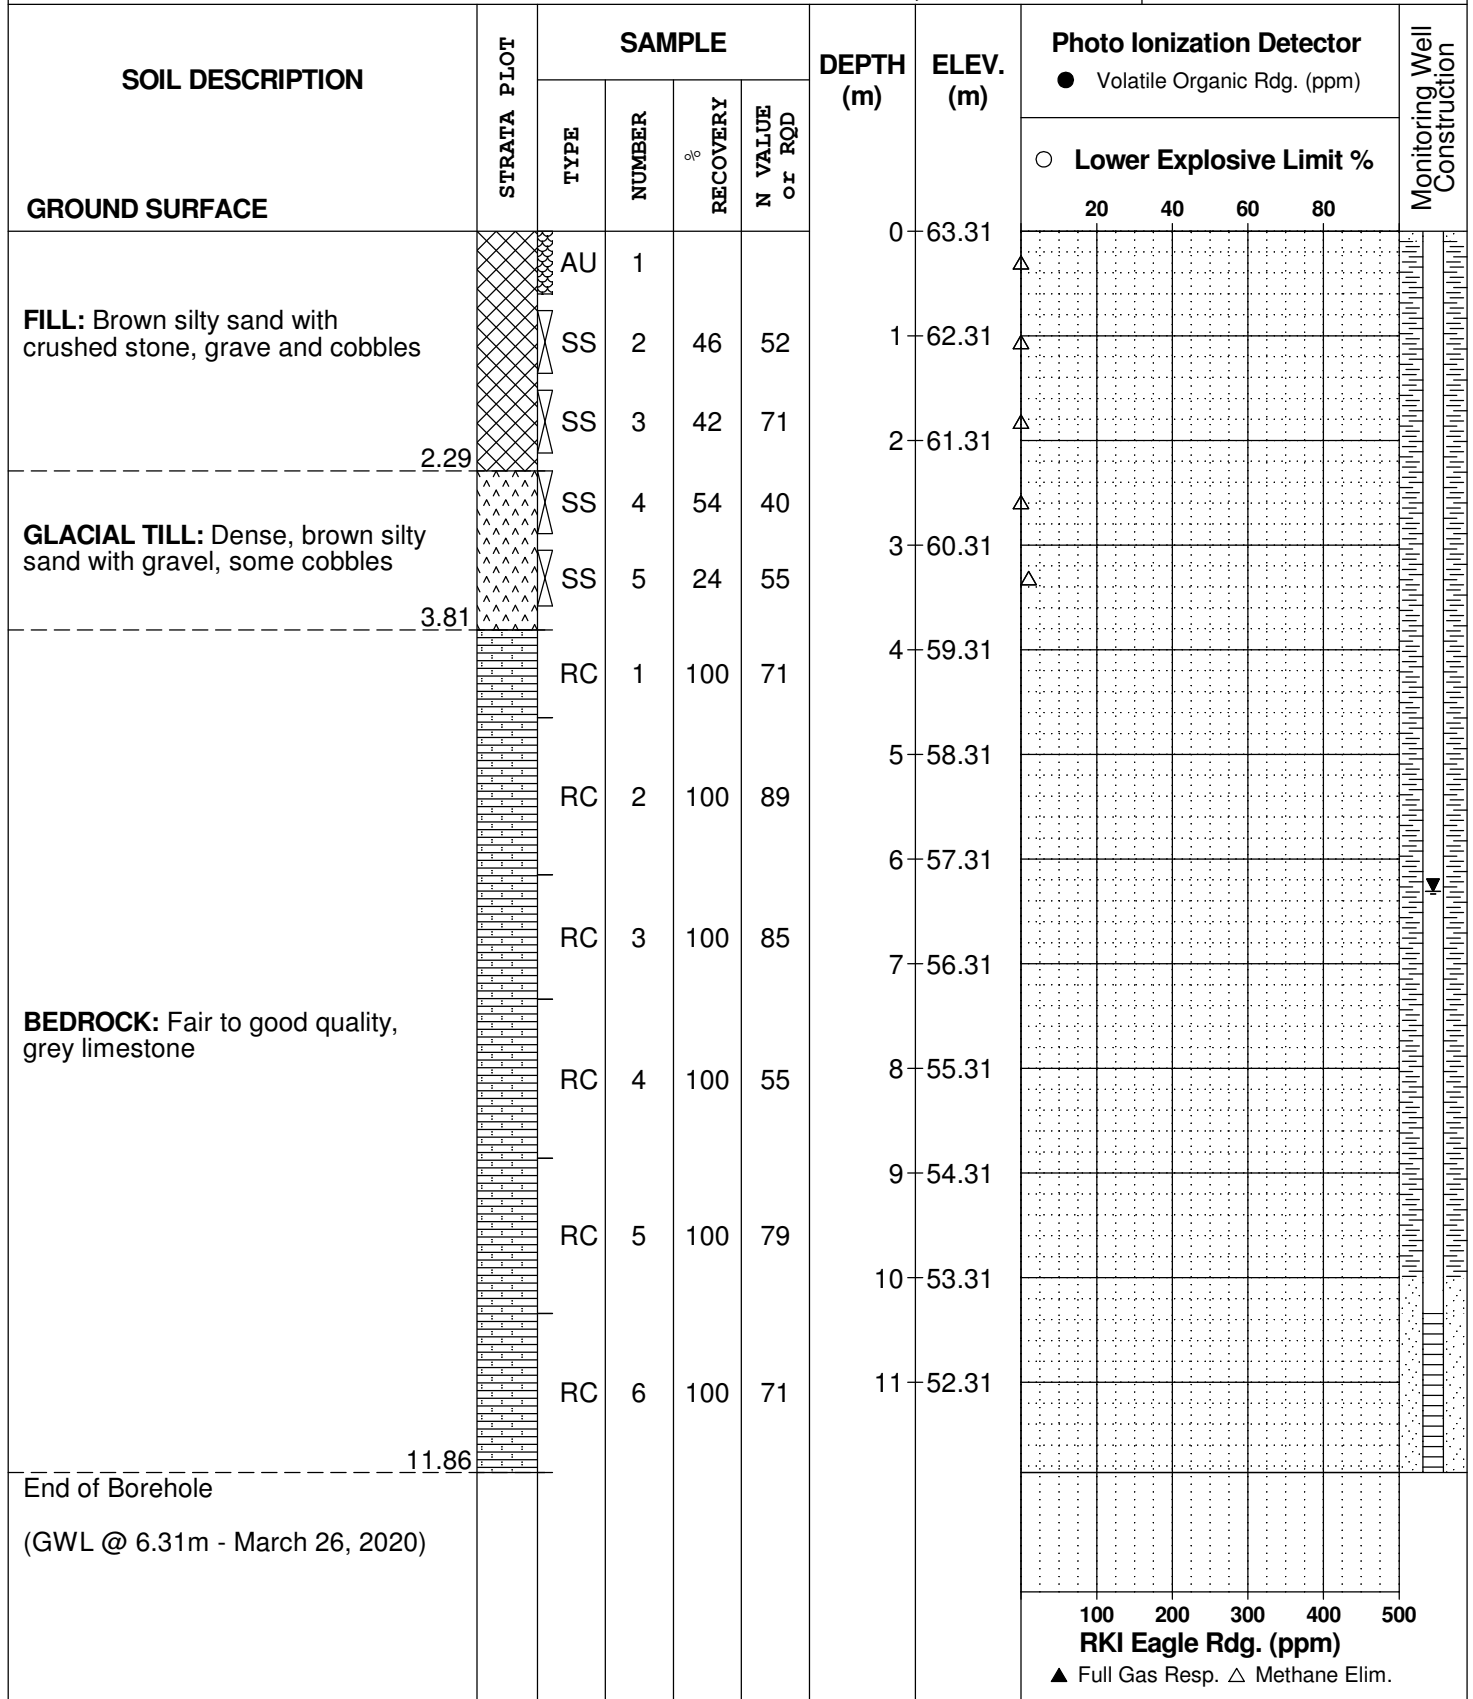 SOIL DESCRIPTION
GROUND SURFACE
STRATA PLOT
SAMPLE
TYPE
NUMBER
%
RECOVERY
N VALUE
or RQD
DEPTH
(m)
ELEV.
(m)
Photo Ionization Detector
● Volatile Organic Rdg. (ppm)
○ Lower Explosive Limit %
20 40 60 80
Monitoring Well
Construction
0 63.31
AU 1
FILL: Brown silty sand with
crushed stone, grave and cobbles
1 62.31
SS 2 46 52
SS 3 42 71
2 61.31
2.29
SS 4 54 40
GLACIAL TILL: Dense, brown silty
sand with gravel, some cobbles
3 60.31
SS 5 24 55
3.81
4 59.31
RC 1 100 71
5 58.31
RC 2 100 89
6 57.31
RC 3 100 85
7 56.31
BEDROCK: Fair to good quality,
grey limestone
8 55.31
RC 4 100 55
9 54.31
RC 5 100 79
10 53.31
11 52.31
RC 6 100 71
11.86
End of Borehole
(GWL @ 6.31m - March 26, 2020)
100 200 300 400 500
RKI Eagle Rdg. (ppm)
▲ Full Gas Resp. △ Methane Elim.